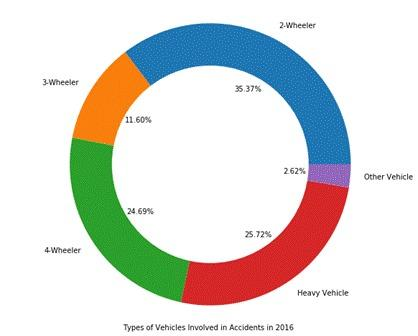 2-Wheeler
3-Wheeler
35.37%
11.60%
2.62%
Other Vehicle
24.69%
25.72%
4-Wheeler
Heavy Vehicle
Types of Vehicles Involved in Accidents in 2016